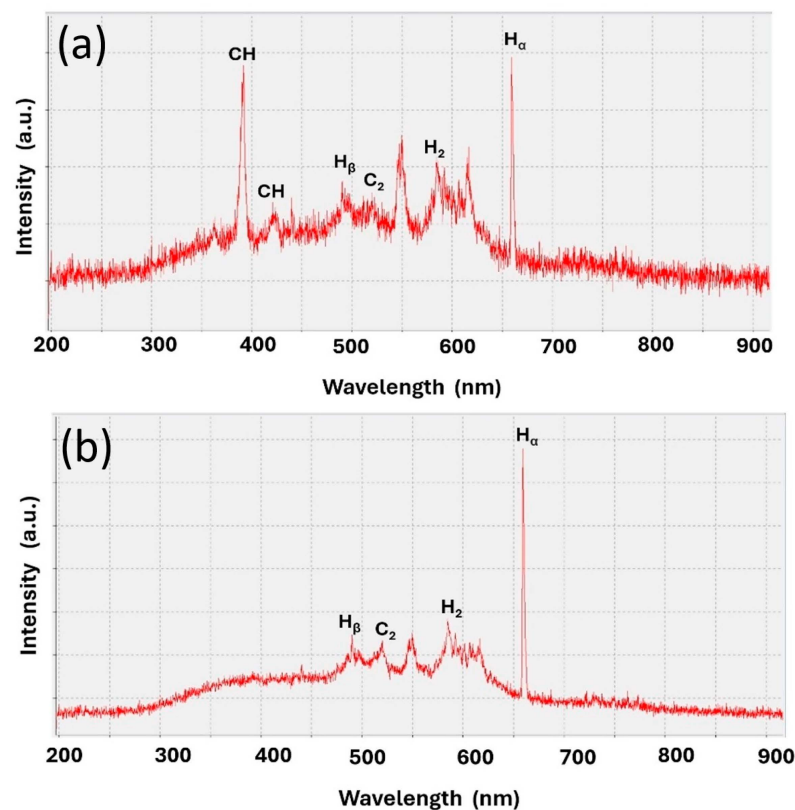 (a)
CH
CH
Hβ
C₂
H₂
Hα
Intensity (a.u.)
200 300 400 500 600 700 800 900
Wavelength (nm)
(b)
Hβ
C₂
H₂
Hα
Intensity (a.u.)
200 300 400 500 600 700 800 900
Wavelength (nm)